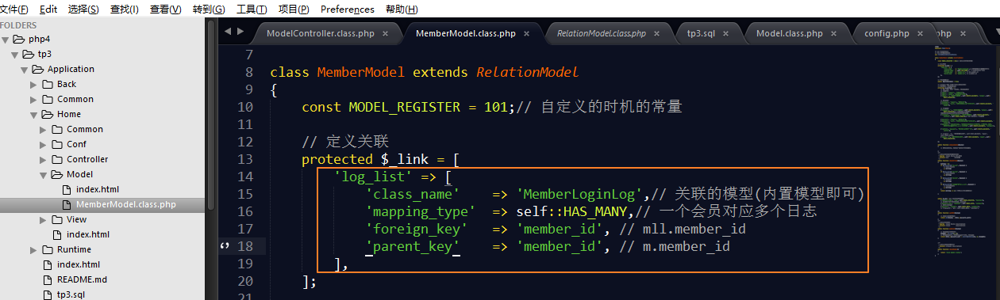 文件(F) Edit 选择(S) 查找(I) 查看(V) 转到(G) 工具(T) 项目(P) Preferences 帮助(H)
FOLDERS
php4
tp3
Application
Back
Common
Home
Common
Conf
Controller
Model
index.html
MemberModel.class.php
View
index.html
Runtime
index.html
README.md
tp3.sql
ModelController.class.php × MemberModel.class.php × RelationModel.class.php × tp3.sql × Model.class.php × config.php × php ×
7
8 class MemberModel extends RelationModel
9 {
10 const MODEL_REGISTER = 101;// 自定义的时机的常量
11
12 // 定义关联
13 protected $_link = [
14 'log_list' => [
15 'class_name' => 'MemberLoginLog',// 关联的模型(内置模型即可)
16 'mapping_type' => self::HAS_MANY,// 一个会员对应多个日志
17 'foreign_key' => 'member_id', // mll.member_id
18 'parent_key' => 'member_id', // m.member_id
19 ],
20 ];
21